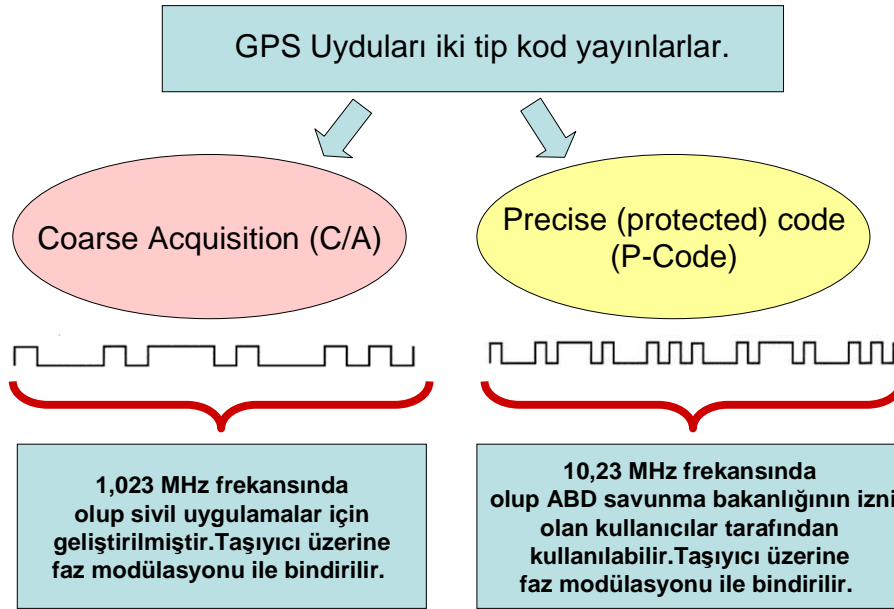 GPS Uyduları iki tip kod yayınlarlar.
Coarse Acquisition (C/A)
Precise (protected) code
(P-Code)
1,023 MHz frekansında
olup sivil uygulamalar için
geliştirilmiştir.Taşıyıcı üzerine
faz modülasyonu ile bindirilir.
10,23 MHz frekansında
olup ABD savunma bakanlığının izni
olan kullanıcılar tarafından
kullanılabilir.Taşıyıcı üzerine
faz modülasyonu ile bindirilir.